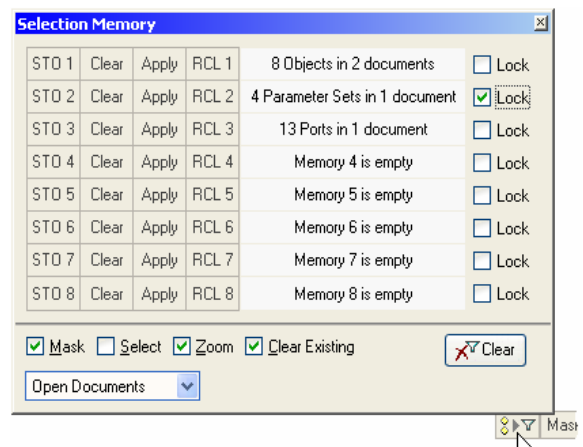 Selection Memory
STO 1 Clear Apply RCL 1 8 Objects in 2 documents Lock
STO 2 Clear Apply RCL 2 4 Parameter Sets in 1 document Lock
STO 3 Clear Apply RCL 3 13 Ports in 1 document Lock
STO 4 Clear Apply RCL 4 Memory 4 is empty Lock
STO 5 Clear Apply RCL 5 Memory 5 is empty Lock
STO 6 Clear Apply RCL 6 Memory 6 is empty Lock
STO 7 Clear Apply RCL 7 Memory 7 is empty Lock
STO 8 Clear Apply RCL 8 Memory 8 is empty Lock
Mask Select Zoom Clear Existing Clear
Open Documents